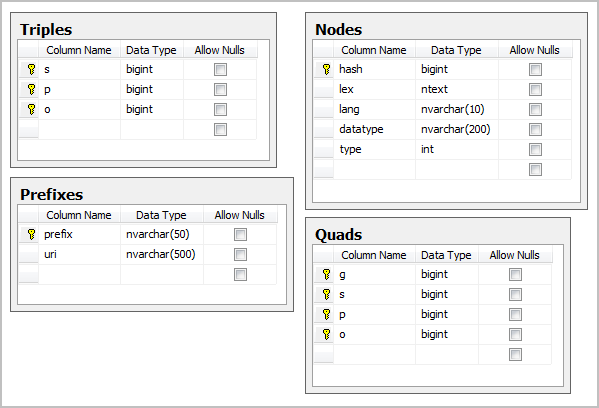 Triples
Column Name Data Type Allow Nulls
s bigint
p bigint
o bigint
Nodes
Column Name Data Type Allow Nulls
hash bigint
lex ntext
lang nvarchar(10)
datatype nvarchar(200)
type int
Prefixes
Column Name Data Type Allow Nulls
prefix nvarchar(50)
uri nvarchar(500)
Quads
Column Name Data Type Allow Nulls
g bigint
s bigint
p bigint
o bigint